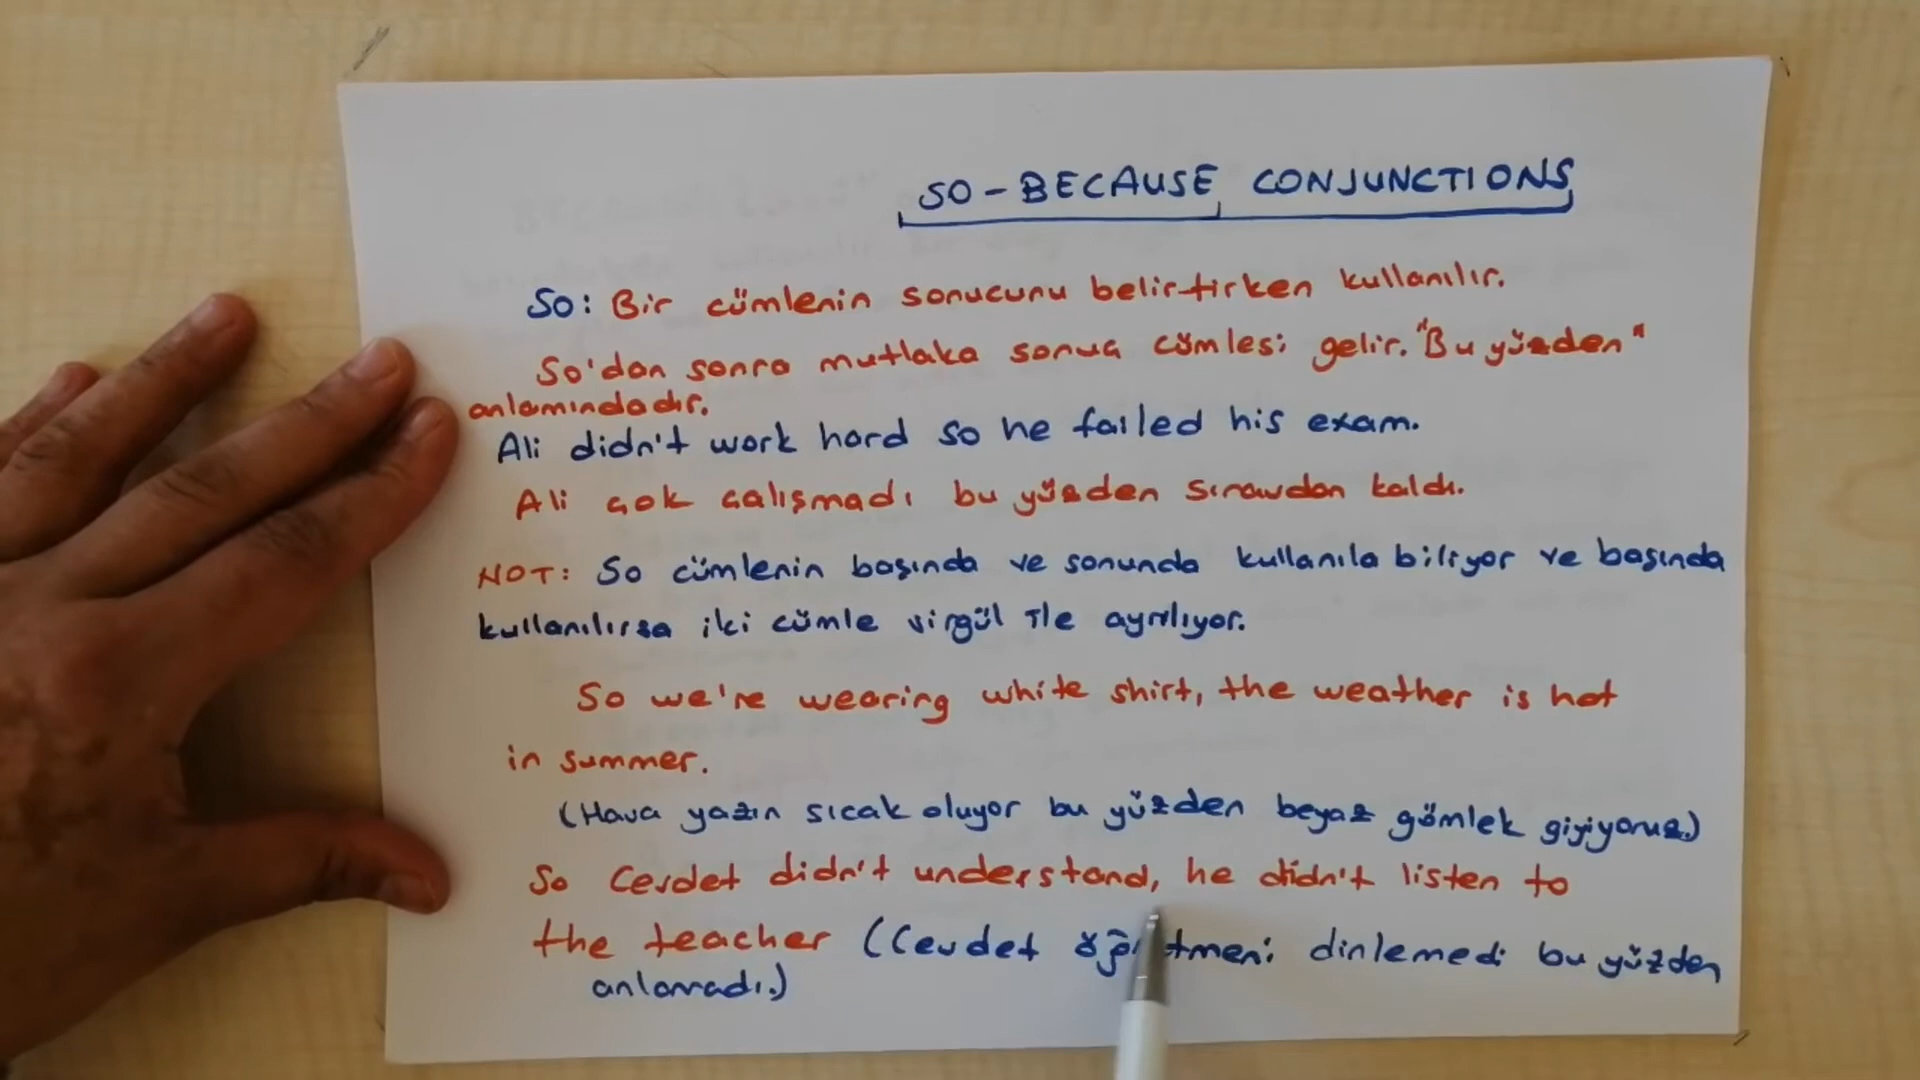 SO - BECAUSE CONJUNCTIONS
So: Bir cümlenin sonucunu belirtirken kullanılır.
So'dan sonra mutlaka sonuç cümlesi gelir. "Bu yüzden"
anlamındadır.
Ali didn't work hard so he failed his exam.
Ali çok çalışmadı bu yüzden sınavdan kaldı.
NOT: So cümlenin başında ve sonunda kullanıla biliyor ve başında
kullanılırsa iki cümle virgül ile ayrılıyor.
So we're wearing white shirt, the weather is hot
in summer.
(Hava yazın sıcak oluyor bu yüzden beyaz gömlek giyiyoruz.)
So Cevdet didn't understand, he didn't listen to
the teacher (Cevdet öğretmeni dinlemedi bu yüzden
anlamadı.)